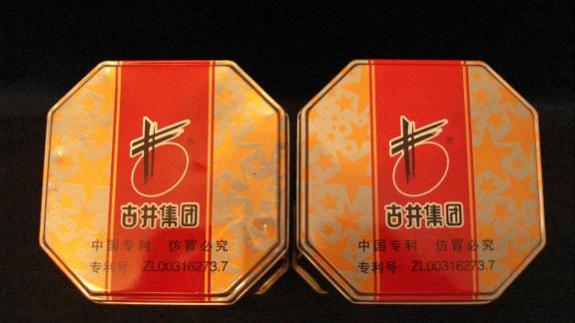 古井集团
中国专利 仿冒必究
专利号: ZL00316273.7
古井集团
中国专利: 仿冒必究
专利号: ZL00316273.7